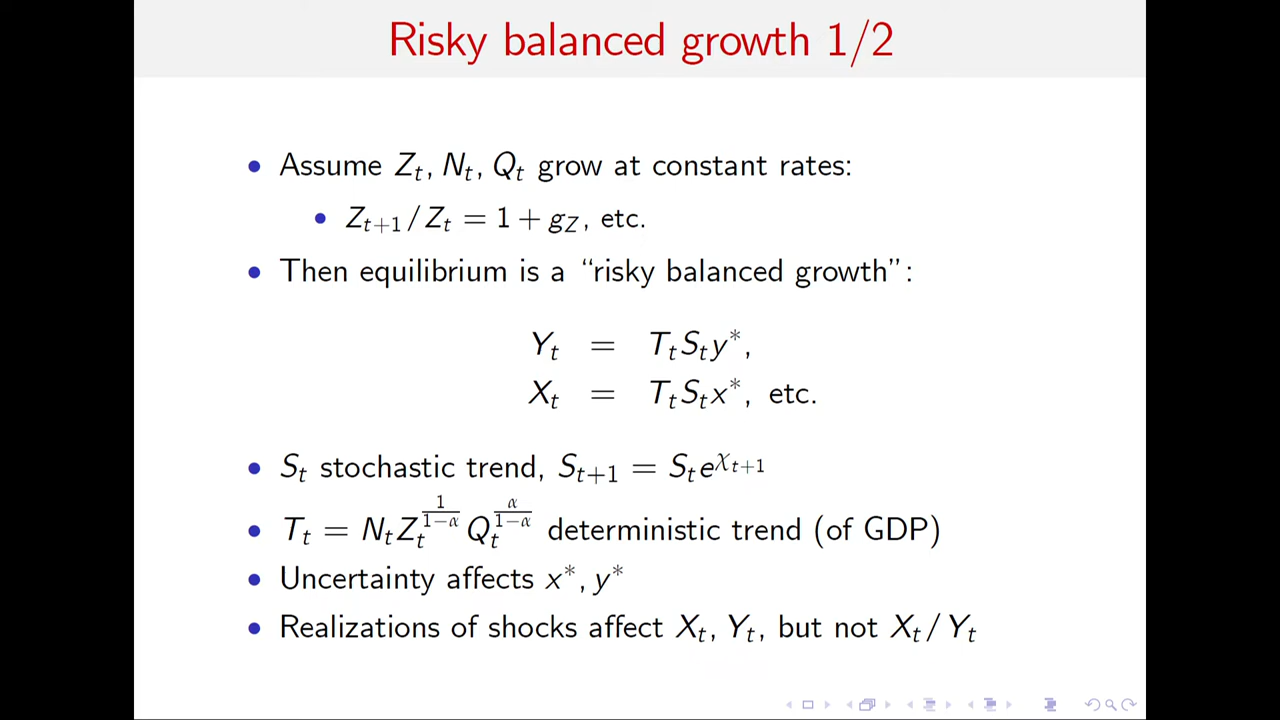 Risky balanced growth 1/2
• Assume Z_t, N_t, Q_t grow at constant rates:
• Z_{t+1}/Z_t = 1 + g_Z, etc.
• Then equilibrium is a “risky balanced growth”:
Y_t = T_t S_t y*,
X_t = T_t S_t x*, etc.
• S_t stochastic trend, S_{t+1} = S_t e^{χ_{t+1}}
• T_t = N_t Z_t^{\frac{1}{1−α}} Q_t^{\frac{α}{1−α}} deterministic trend (of GDP)
• Uncertainty affects x*, y*
• Realizations of shocks affect X_t, Y_t, but not X_t/Y_t